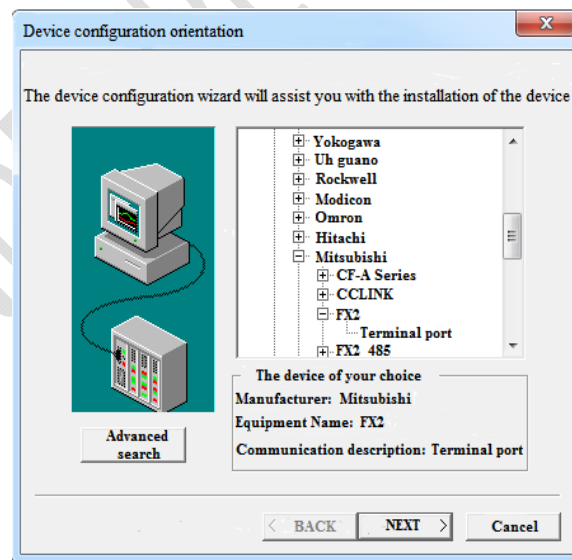 Device configuration orientation
X
The device configuration wizard will assist you with the installation of the device
Yokogawa
Uh guano
Rockwell
Modicon
Omron
Hitachi
Mitsubishi
CF-A Series
CCLINK
FX2
Terminal port
FX2 485
The device of your choice
Manufacturer: Mitsubishi
Equipment Name: FX2
Communication description: Terminal port
Advanced
search
< BACK
NEXT >
Cancel